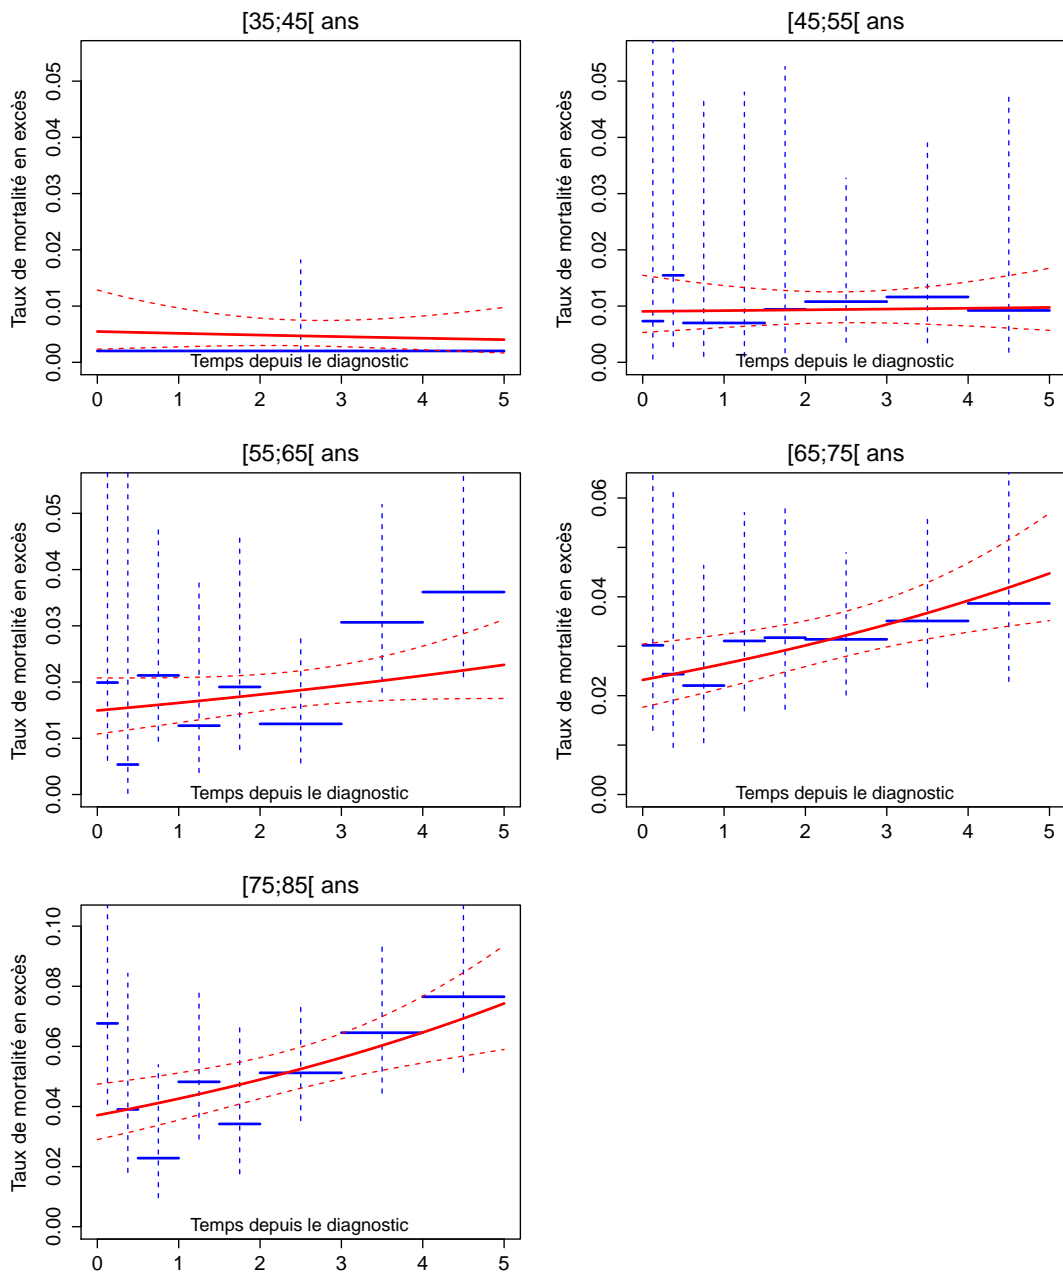 [35;45[ ans
Taux de mortalité en excès
0.00 0.01 0.02 0.03 0.04 0.05
Temps depuis le diagnostic
0 1 2 3 4 5
[45;55[ ans
Taux de mortalité en excès
0.00 0.01 0.02 0.03 0.04 0.05
Temps depuis le diagnostic
0 1 2 3 4 5
[55;65[ ans
Taux de mortalité en excès
0.00 0.01 0.02 0.03 0.04 0.05
Temps depuis le diagnostic
0 1 2 3 4 5
[65;75[ ans
Taux de mortalité en excès
0.00 0.02 0.04 0.06
Temps depuis le diagnostic
0 1 2 3 4 5
[75;85[ ans
Taux de mortalité en excès
0.00 0.02 0.04 0.06 0.08 0.10
Temps depuis le diagnostic
0 1 2 3 4 5